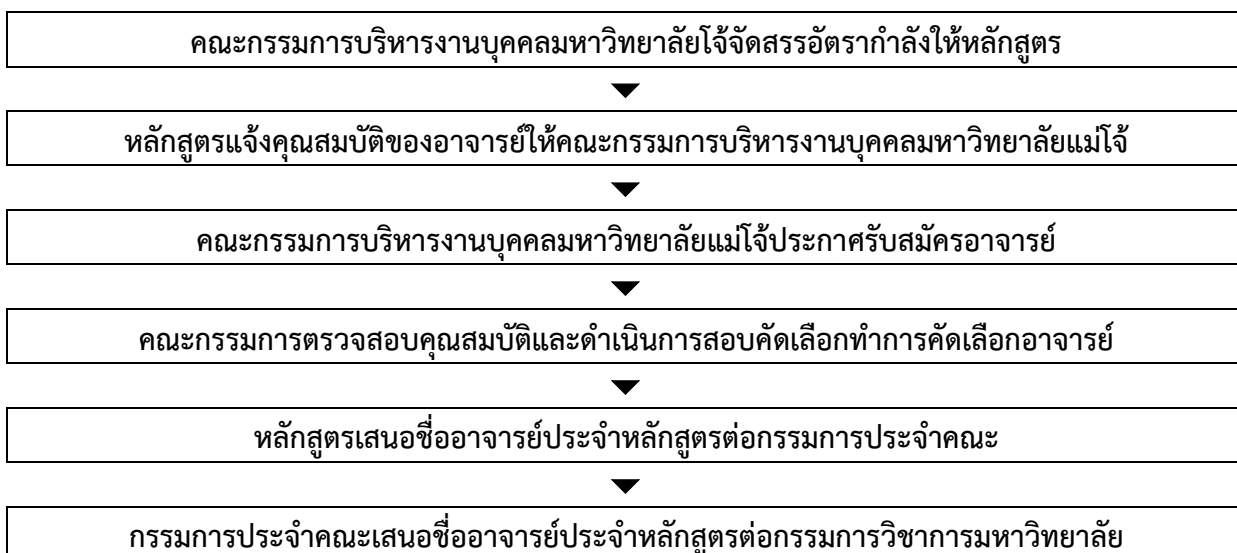 คณะกรรมการบริหารงานบุคคลมหาวิทยาลัยโจ้จัดสรรอัตรากำลังให้หลักสูตร
หลักสูตรแจ้งคุณสมบัติของอาจารย์ให้คณะกรรมการบริหารงานบุคคลมหาวิทยาลัยแม่โจ้
คณะกรรมการบริหารงานบุคคลมหาวิทยาลัยแม่โจ้ประกาศรับสมัครอาจารย์
คณะกรรมการตรวจสอบคุณสมบัติและดำเนินการสอบคัดเลือกทำการคัดเลือกอาจารย์
หลักสูตรเสนอชื่ออาจารย์ประจำหลักสูตรต่อกรรมการประจำคณะ
กรรมการประจำคณะเสนอชื่ออาจารย์ประจำหลักสูตรต่อกรรมการวิชาการมหาวิทยาลัย